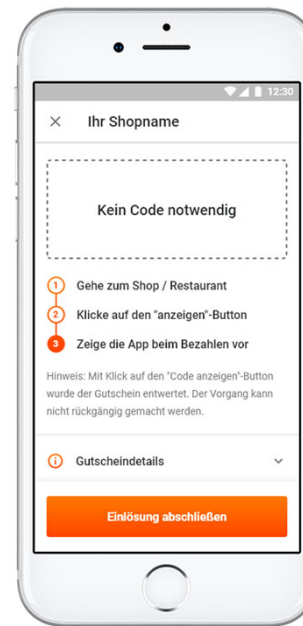 12:30
Ihr Shopname
Kein Code notwendig
1 Gehe zum Shop / Restaurant
2 Klicke auf den "anzeigen"-Button
3 Zeige die App beim Bezahlen vor
Hinweis: Mit Klick auf den "Code anzeigen"-Button
wurde der Gutschein entwertet. Der Vorgang kann
nicht rückgängig gemacht werden.
Gutscheindetails
Einlösung abschließen